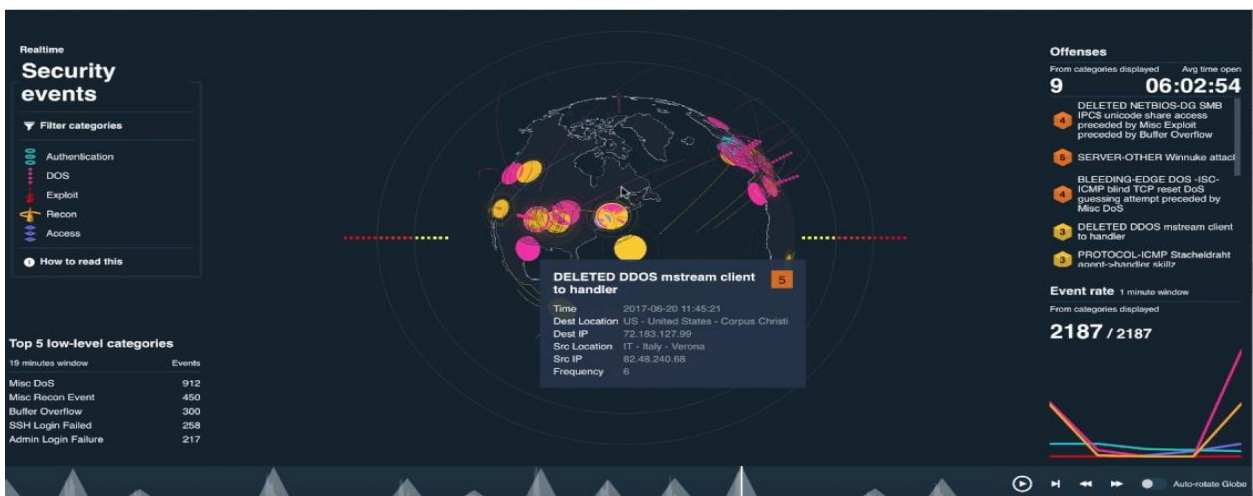 Realtime
Security
events
Filter categories
Authentication
DOS
Exploit
Recon
Access
How to read this
Top 5 low-level categories
19 minutes window Events
Misc DoS 912
Misc Recon Event 450
Buffer Overflow 300
SSH Login Failed 258
Admin Login Failure 217
DELETED DDOS mstream client
to handler
5
Time 2017-06-20 11:45:21
Dest Location US - United States - Corpus Christi
Dest IP 72.183.127.99
Src Location IT - Italy - Verona
Src IP 82.48.240.68
Frequency 6
Offenses
From categories displayed Avg time open
9 06:02:54
4
DELETED NETBIOS-DG SMB
IPC$ unicode share access
preceded by Misc Exploit
preceded by Buffer Overflow
5 SERVER-OTHER Winnuke attac
4
BLEEDING-EDGE DOS -ISC-
ICMP blind TCP reset DoS
guessing attempt preceded by
Misc DoS
3
DELETED DDOS mstream client
to handler
3
PROTOCOL-ICMP Stacheldraht
agent->handler skillz
Event rate 1 minute window
From categories displayed
2187 / 2187
Auto-rotate Globe